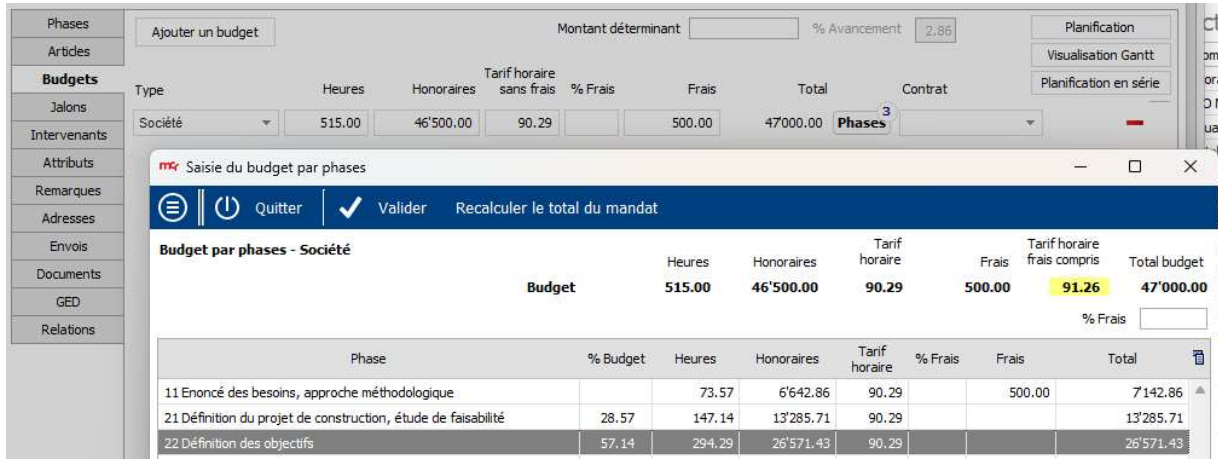 Phases
Articles
Budgets
Jalons
Intervenants
Attributs
Remarques
Adresses
Envois
Documents
GED
Relations
Ajouter un budget
Montant déterminant
% Avancement 2.86
Planification
Visualisation Gantt
Planification en série
Type Heures Honoraires Tarif horaire sans frais % Frais Frais Total Contrat
Société 515.00 46'500.00 90.29 500.00 47'000.00 Phases 3
mcr Saisie du budget par phases
Quitter Valider Recalculer le total du mandat
Budget par phases - Société
Heures Honoraires Tarif horaire Frais Tarif horaire frais compris Total budget
Budget 515.00 46'500.00 90.29 500.00 91.26 47'000.00
% Frais
Phase % Budget Heures Honoraires Tarif horaire % Frais Frais Total
11 Enoncé des besoins, approche méthodologique 73.57 6'642.86 90.29 500.00 7'142.86
21 Définition du projet de construction, étude de faisabilité 28.57 147.14 13'285.71 90.29 13'285.71
22 Définition des objectifs 57.14 294.29 26'571.43 90.29 26'571.43